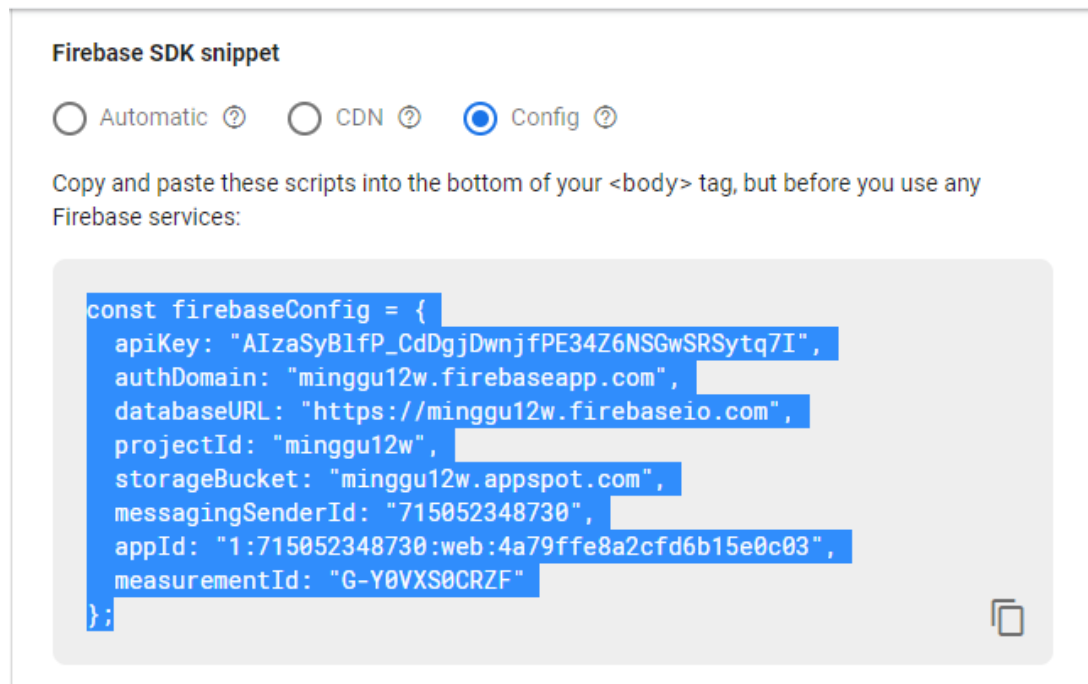 Firebase SDK snippet
Automatic CDN Config
Copy and paste these scripts into the bottom of your <body> tag, but before you use any
Firebase services:
const firebaseConfig = {
apiKey: "AIzaSyBlfP_CdDgjDwnjfPE34Z6NSGwSRSytq7I",
authDomain: "minggu12w.firebaseapp.com",
databaseURL: "https://minggu12w.firebaseio.com",
projectId: "minggu12w",
storageBucket: "minggu12w.appspot.com",
messagingSenderId: "715052348730",
appId: "1:715052348730:web:4a79ffe8a2cfd6b15e0c03",
measurementId: "G-Y0VXS0CRZF"
};